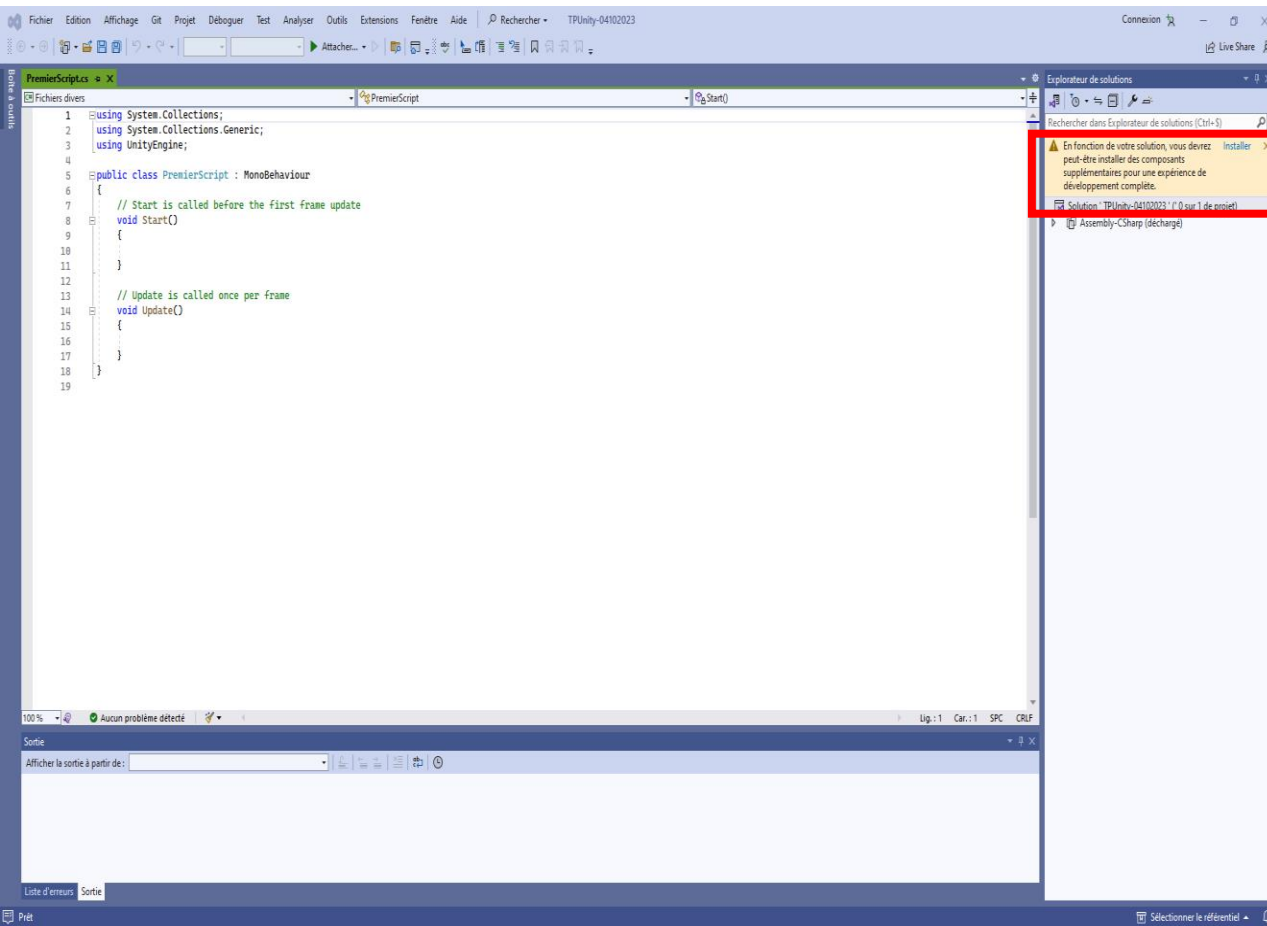 Fichier Edition Affichage Git Projet Déboguer Test Analyser Outils Extensions Fenêtre Aide Rechercher TPUnity-04102023 Connexion
Attacher... Live Share
Boîte à outils
PremierScript.cs X
Fichiers divers PremierScript Start()
1 using System.Collections;
2 using System.Collections.Generic;
3 using UnityEngine;
4
5 public class PremierScript : MonoBehaviour
6 {
7 // Start is called before the first frame update
8 void Start()
9 {
10
11 }
12
13 // Update is called once per frame
14 void Update()
15 {
16
17 }
18 }
19
100 % Aucun problème détecté Lig. : 1 Car. : 1 SPC CRLF
Sortie
Afficher la sortie à partir de :
Liste d'erreurs Sortie
Explorateur de solutions
Rechercher dans Explorateur de solutions (Ctrl+$)
En fonction de votre solution, vous devrez Installer
peut-être installer des composants
supplémentaires pour une expérience de
développement complète.
Solution ' TPUnity-04102023 ' (' 0 sur 1 de projet)
Assembly-CSharp (déchargé)
Prêt Sélectionner le référentiel